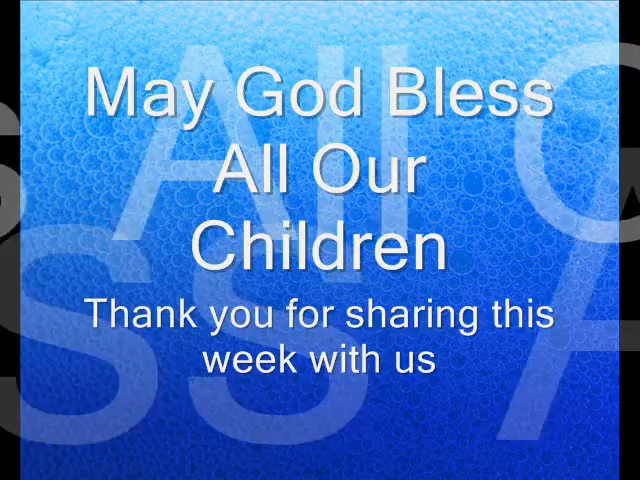 May God Bless
All Our
Children
Thank you for sharing this
week with us